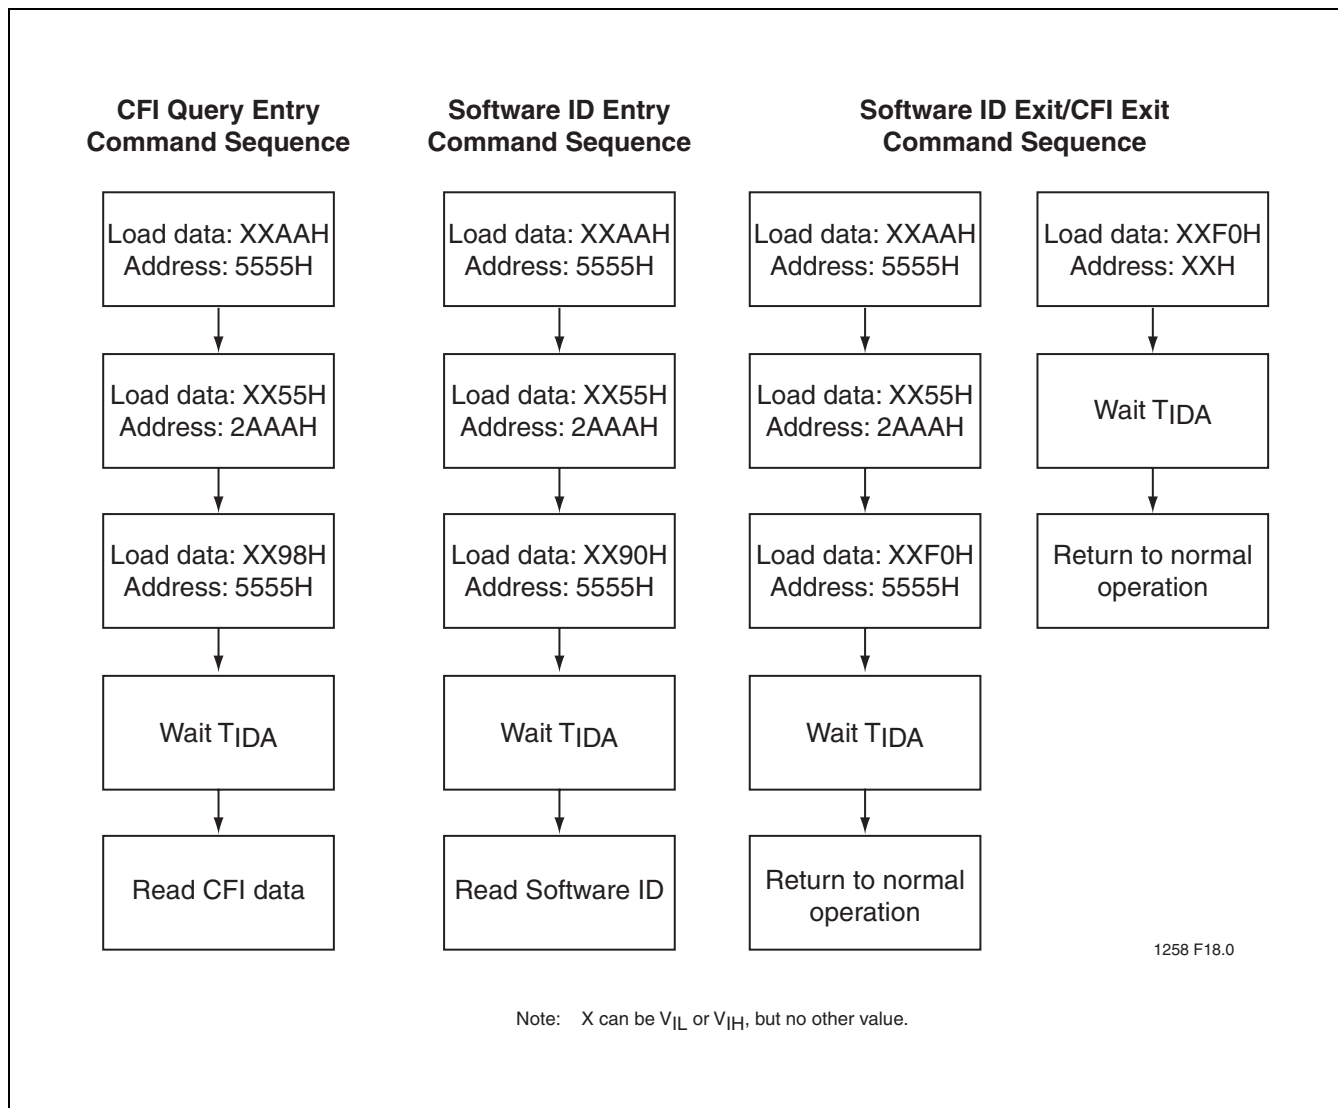 CFI Query Entry
Command Sequence
Load data: XXAAH
Address: 5555H
Load data: XX55H
Address: 2AAAH
Load data: XX98H
Address: 5555H
Wait TIDA
Read CFI data
Software ID Entry
Command Sequence
Load data: XXAAH
Address: 5555H
Load data: XX55H
Address: 2AAAH
Load data: XX90H
Address: 5555H
Wait TIDA
Read Software ID
Software ID Exit/CFI Exit
Command Sequence
Load data: XXAAH
Address: 5555H
Load data: XX55H
Address: 2AAAH
Load data: XXF0H
Address: 5555H
Wait TIDA
Return to normal
operation
Load data: XXF0H
Address: XXH
Wait TIDA
Return to normal
operation
1258 F18.0
Note: X can be VIL or VIH, but no other value.